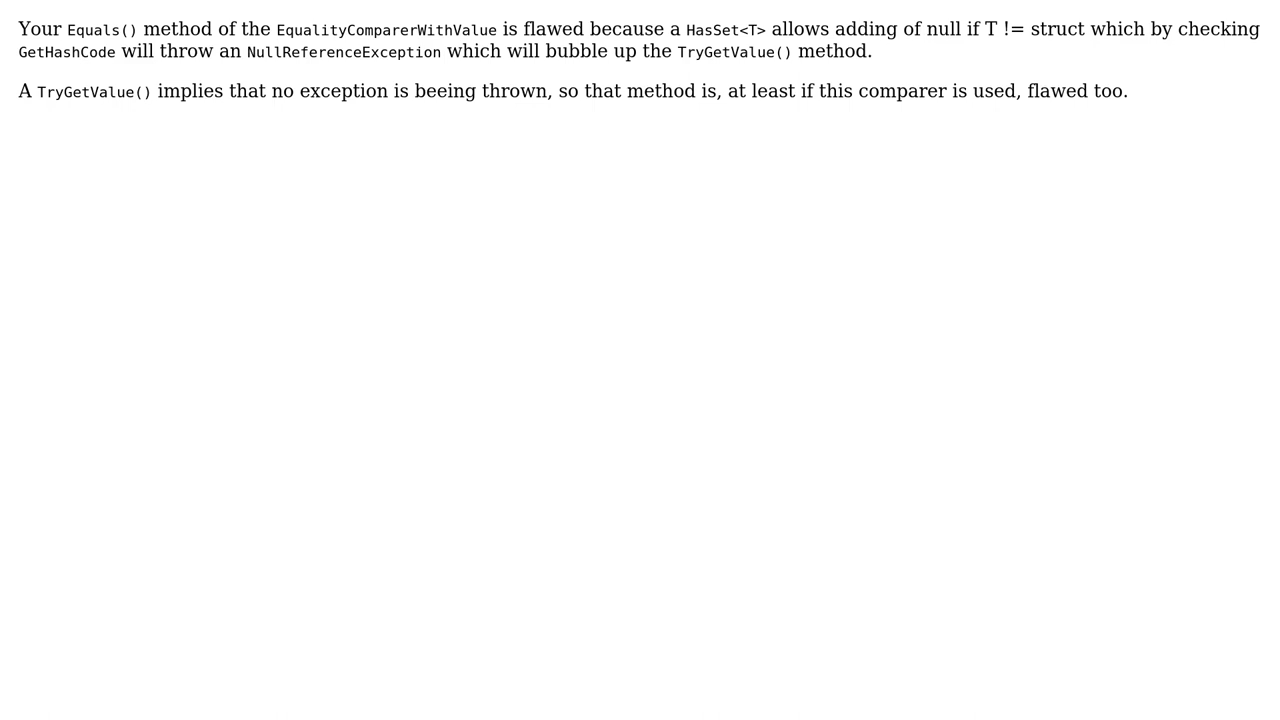 Your Equals() method of the EqualityComparerWithValue is flawed because a HasSet<T> allows adding of null if T != struct which by checking
GetHashCode will throw an NullReferenceException which will bubble up the TryGetValue() method.
A TryGetValue() implies that no exception is beeing thrown, so that method is, at least if this comparer is used, flawed too.